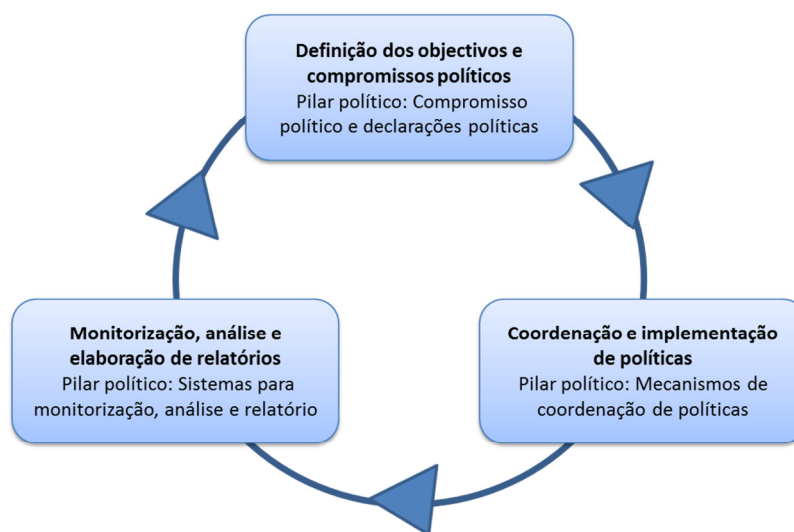 Definição dos objectivos e
compromissos políticos
Pilar político: Compromisso
político e declarações políticas
Monitorização, análise e
elaboração de relatórios
Pilar político: Sistemas para
monitorização, análise e relatório
Coordenação e implementação
de políticas
Pilar político: Mecanismos de
coordenação de políticas